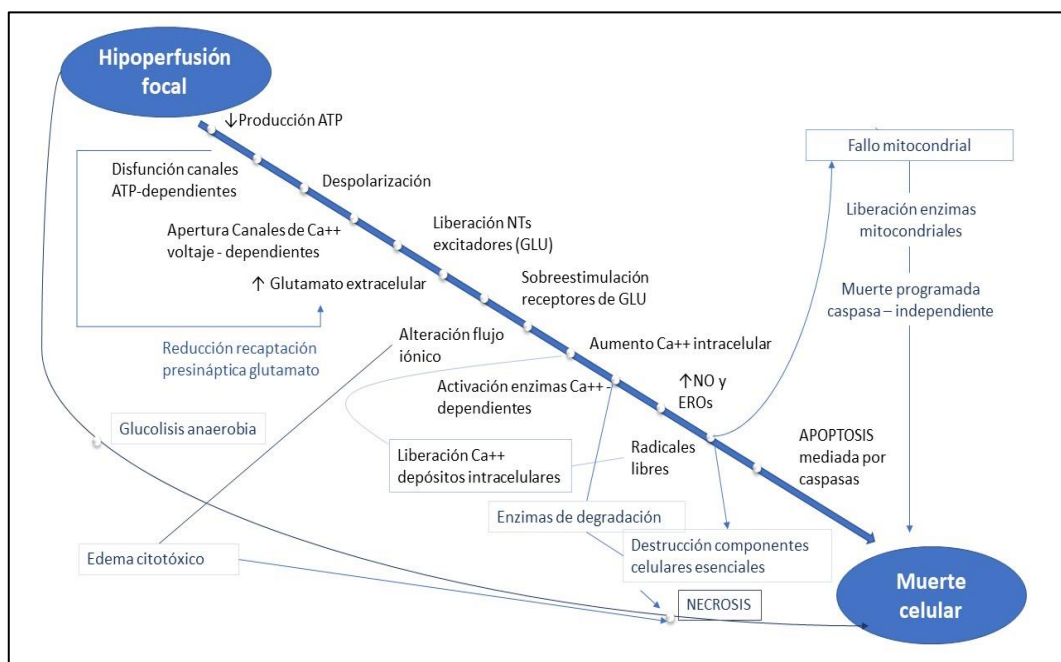 Hipoperfusión
focal
↓Producción ATP
Disfunción canales
ATP-dependientes
Despolarización
Apertura Canales de Ca++
voltaje - dependientes
Liberación NTs
excitadores (GLU)
↑ Glutamato extracelular
Sobreestimulación
receptores de GLU
Reducción recaptación
presináptica glutamato
Alteración flujo
iónico
Aumento Ca++ intracelular
Activación enzimas Ca++ -
dependientes
↑NO y
EROs
Glucolisis anaerobia
Liberación Ca++
depósitos intracelulares
Radicales
libres
APOPTOSIS
mediada por
caspasas
Fallo mitocondrial
Liberación enzimas
mitocondriales
Muerte programada
caspasa – independiente
Enzimas de degradación
Destrucción componentes
celulares esenciales
Edema citotóxico
NECROSIS
Muerte
celular